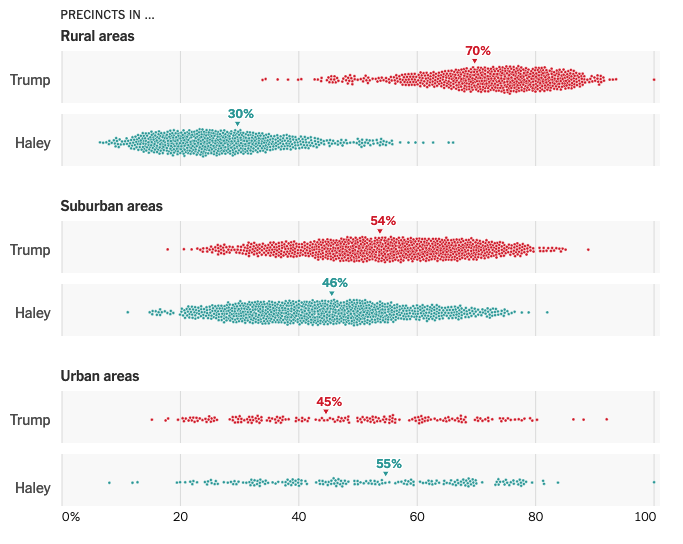 PRECINCTS IN ...
Rural areas
70%
Trump
30%
Haley
Suburban areas
54%
Trump
46%
Haley
Urban areas
45%
Trump
55%
Haley
0% 20 40 60 80 100